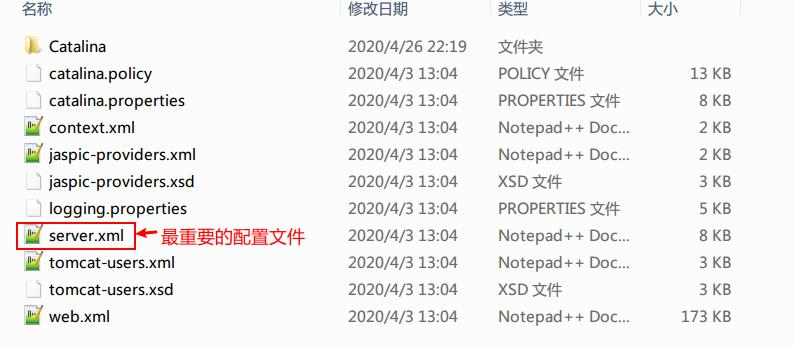 名称 修改日期 类型 大小
Catalina 2020/4/26 22:19 文件夹
catalina.policy 2020/4/3 13:04 POLICY 文件 13 KB
catalina.properties 2020/4/3 13:04 PROPERTIES 文件 8 KB
context.xml 2020/4/3 13:04 Notepad++ Doc... 2 KB
jaspic-providers.xml 2020/4/3 13:04 Notepad++ Doc... 2 KB
jaspic-providers.xsd 2020/4/3 13:04 XSD 文件 3 KB
logging.properties 2020/4/3 13:04 PROPERTIES 文件 5 KB
server.xml 最重要的配置文件 2020/4/3 13:04 Notepad++ Doc... 8 KB
tomcat-users.xml 2020/4/3 13:04 Notepad++ Doc... 3 KB
tomcat-users.xsd 2020/4/3 13:04 XSD 文件 3 KB
web.xml 2020/4/3 13:04 Notepad++ Doc... 173 KB